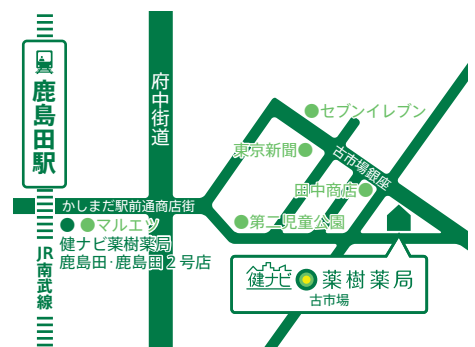 鹿島田駅
府中街道
セブンイレブン
東京新聞
古市場銀座
田中商店
かしまだ駅前通商店街
マルエツ
第二児童公園
健ナビ薬樹薬局
鹿島田・鹿島田2号店
JR南武線
健ナビ 薬樹薬局
古市場